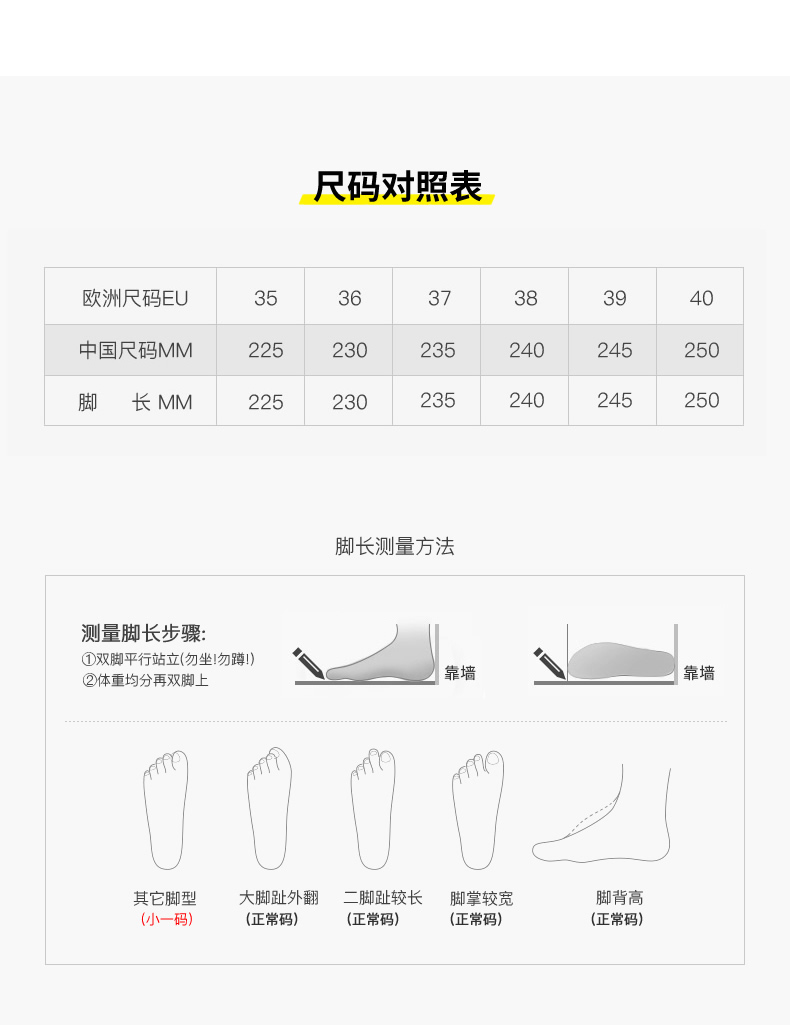 尺码对照表
欧洲尺码EU 35 36 37 38 39 40
中国尺码MM 225 230 235 240 245 250
脚 长 MM 225 230 235 240 245 250
脚长测量方法
测量脚长步骤:
①双脚平行站立(勿坐!勿蹲!)
②体重均分再双脚上
靠墙
靠墙
其它脚型 大脚趾外翻 二脚趾较长 脚掌较宽 脚背高
(小一码) (正常码) (正常码) (正常码) (正常码)